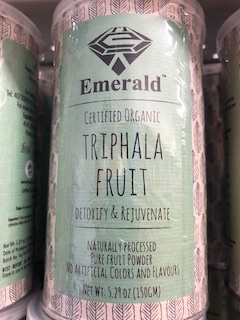 Emerald™
CERTIFIED ORGANIC
TRIPHALA
FRUIT
DETOXIFY & REJUVENATE
NATURALLY PROCESSED
PURE FRUIT POWDER
NO ARTIFICIAL COLORS AND FLAVOURS
NET WT. 5.29 OZ (150GM)